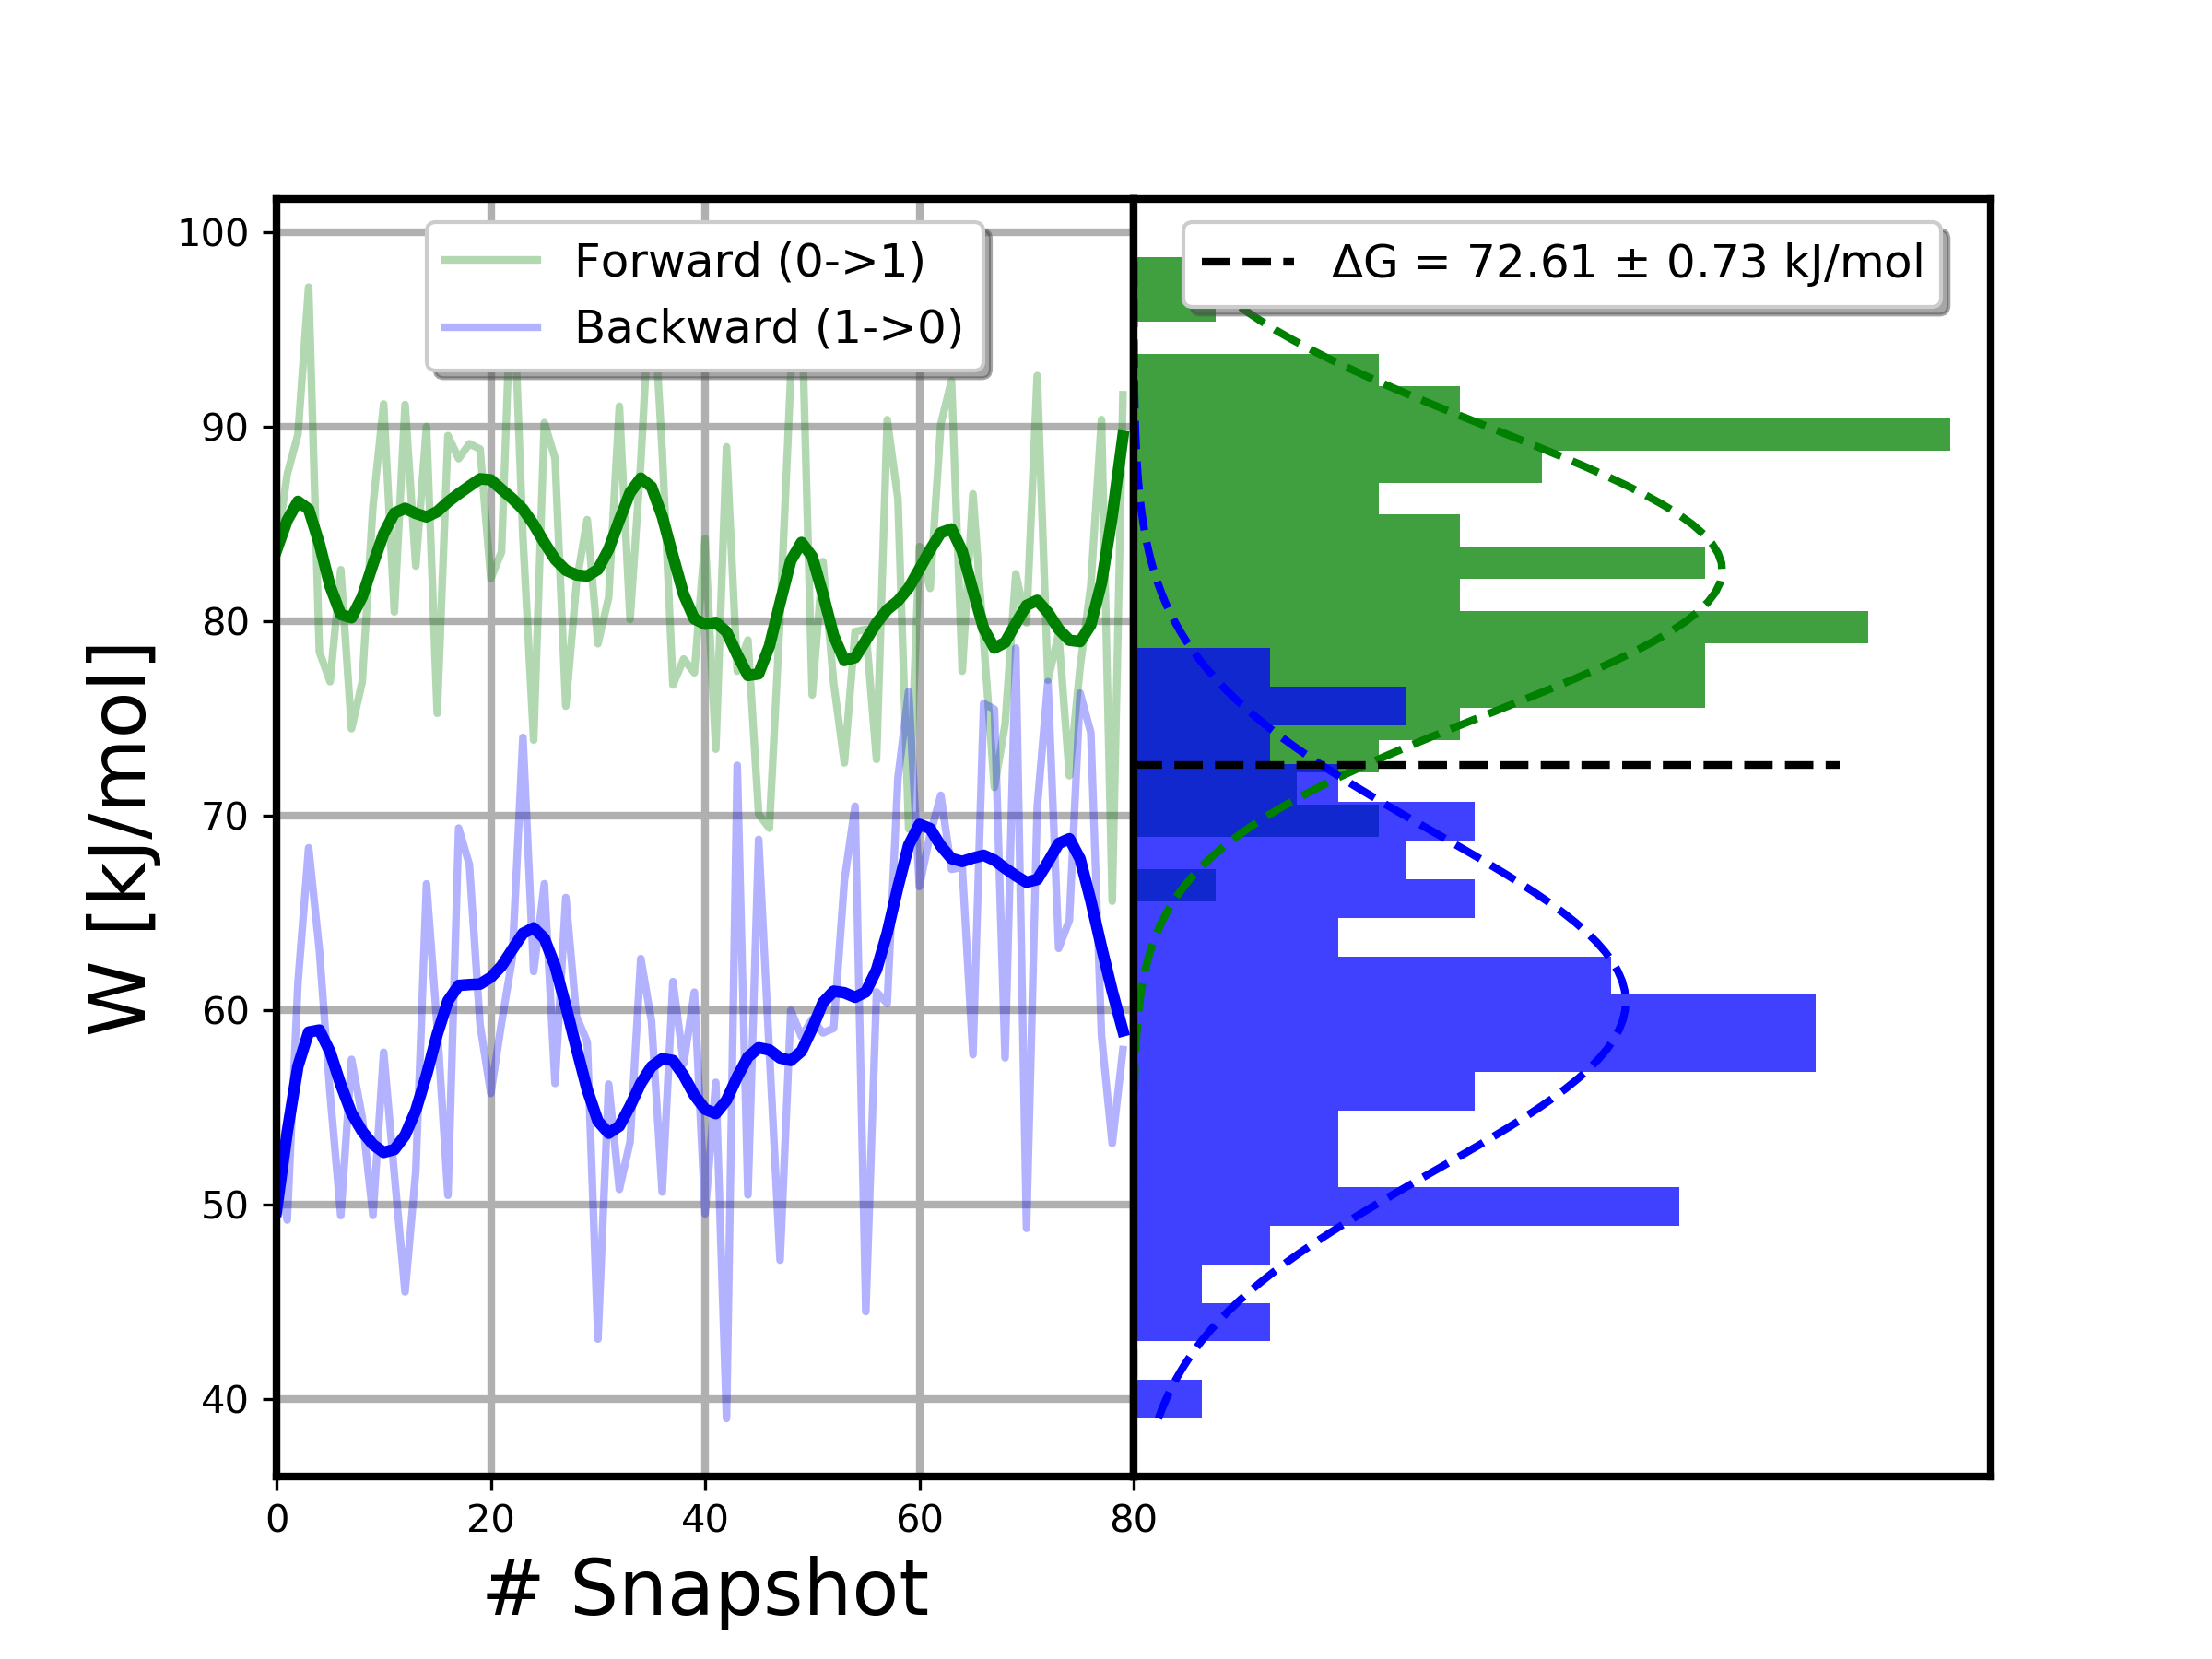 Forward (0->1)
Backward (1->0)
ΔG = 72.61 ± 0.73 kJ/mol
W [kJ/mol]
100
90
80
70
60
50
40
0 20 40 60 80
# Snapshot